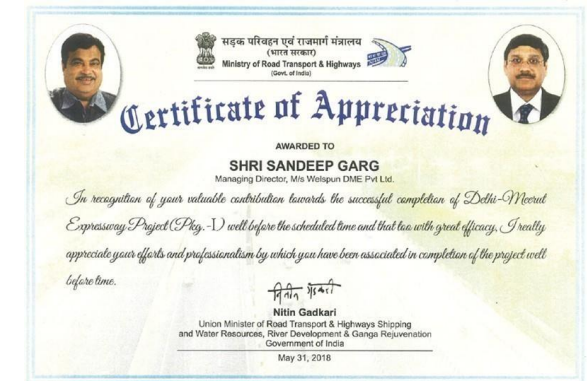 सड़क परिवहन एवं राजमार्ग मंत्रालय
(भारत सरकार)
Ministry of Road Transport & Highways
(Govt. of India)
Certificate of Appreciation
AWARDED TO
SHRI SANDEEP GARG
Managing Director, M/s Welspun DME Pvt Ltd.
In recognition of your valuable contribution towards the successful completion of Delhi-Meerut
Expressway Project (Pkg.-I) well before the scheduled time and that too with great efficacy, I really
appreciate your efforts and professionalism by which you have been associated in completion of the project well
before time.
नितिन गडकरी
Nitin Gadkari
Union Minister of Road Transport & Highways Shipping
and Water Resources, River Development & Ganga Rejuvenation
Government of India
May 31, 2018